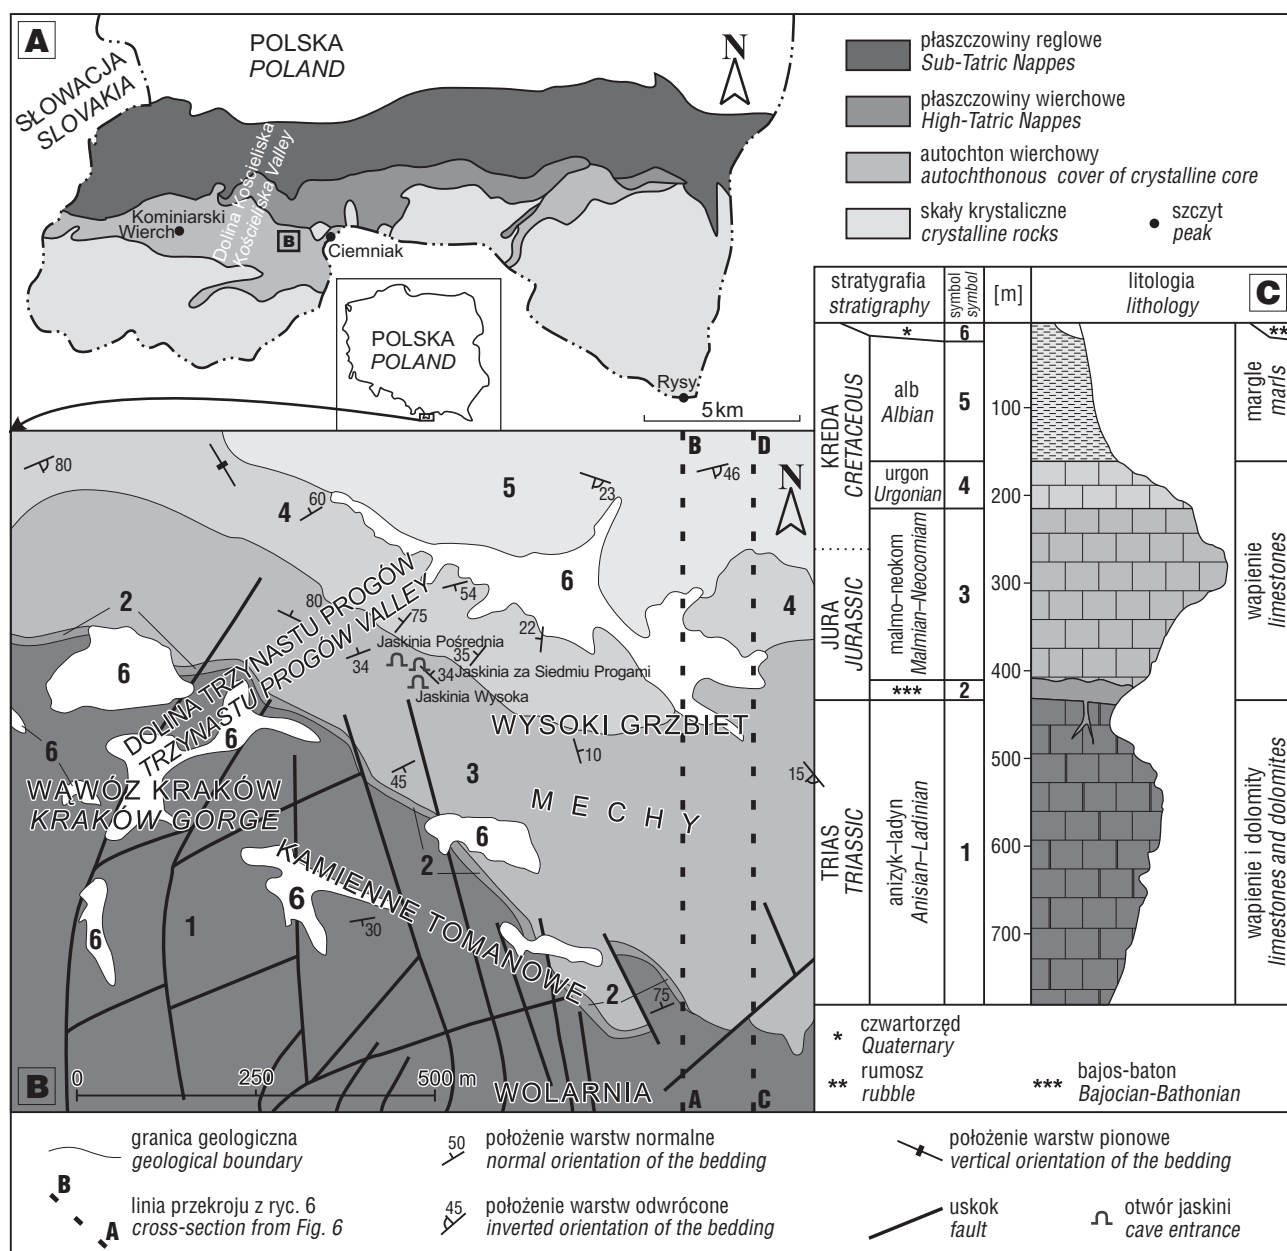 A
POLSKA
POLAND
SŁOWACJA
SLOVAKIA
N
Dolina Kościeliska
Kościeliska Valley
Kominiarski
Wierch
B
Ciemniak
POLSKA
POLAND
Rysy
5 km
płaszczowiny reglowe
Sub-Tatric Nappes
płaszczowiny wierchowe
High-Tatric Nappes
autochton wierchowy
autochthonous cover of crystalline core
skały krystaliczne
crystalline rocks
szczyt
peak
stratygrafia
stratigraphy
symbol
symbol
[m]
litologia
lithology
C
*
6
**
KREDA
CRETACEOUS
alb
Albian
5
100
margle
marls
urgon
Urgonian
4
200
JURA
JURASSIC
malmo–neokom
Malmian–Neocomian
3
300
400
wapienie
limestones
***
2
TRIAS
TRIASSIC
anizyk–ladyn
Anisian–Ladinian
1
500
600
700
wapienie i dolomity
limestones and dolomites
* czwartorzęd
Quaternary
** rumosz
rubble
*** bajos-baton
Bajocian-Bathonian
B
D
80
5
23
46
N
60
4
6
2
80
54
4
75
22
DOLINA TRZYNASTU PROGÓW
TRZYNASTU PROGÓW VALLEY
Jaskinia Pośrednia
34
35
34
Jaskinia za Siedmiu Progami
Jaskinia Wysoka
6
6
6
WYSOKI GRZBIET
10
15
WĄWÓZ KRAKÓW
KRAKÓW GORGE
45
3
MECHY
6
2
KAMIENNE TOMANOWE
6
6
1
30
2
75
B
0
250
500 m
WOLARNIA
A
C
granica geologiczna
geological boundary
B
A
linia przekroju z ryc. 6
cross-section from Fig. 6
50
położenie warstw normalne
normal orientation of the bedding
45
położenie warstw odwrócone
inverted orientation of the bedding
położenie warstw pionowe
vertical orientation of the bedding
uskok
fault
otwór jaskini
cave entrance